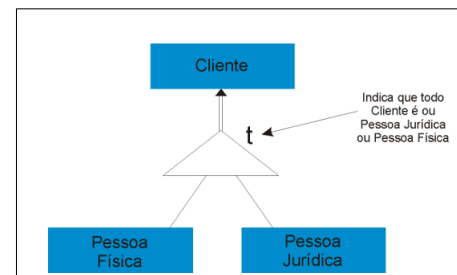 Cliente
t
Indica que todo
Cliente é ou
Pessoa Jurídica
ou Pessoa Física
Pessoa
Física
Pessoa
Jurídica